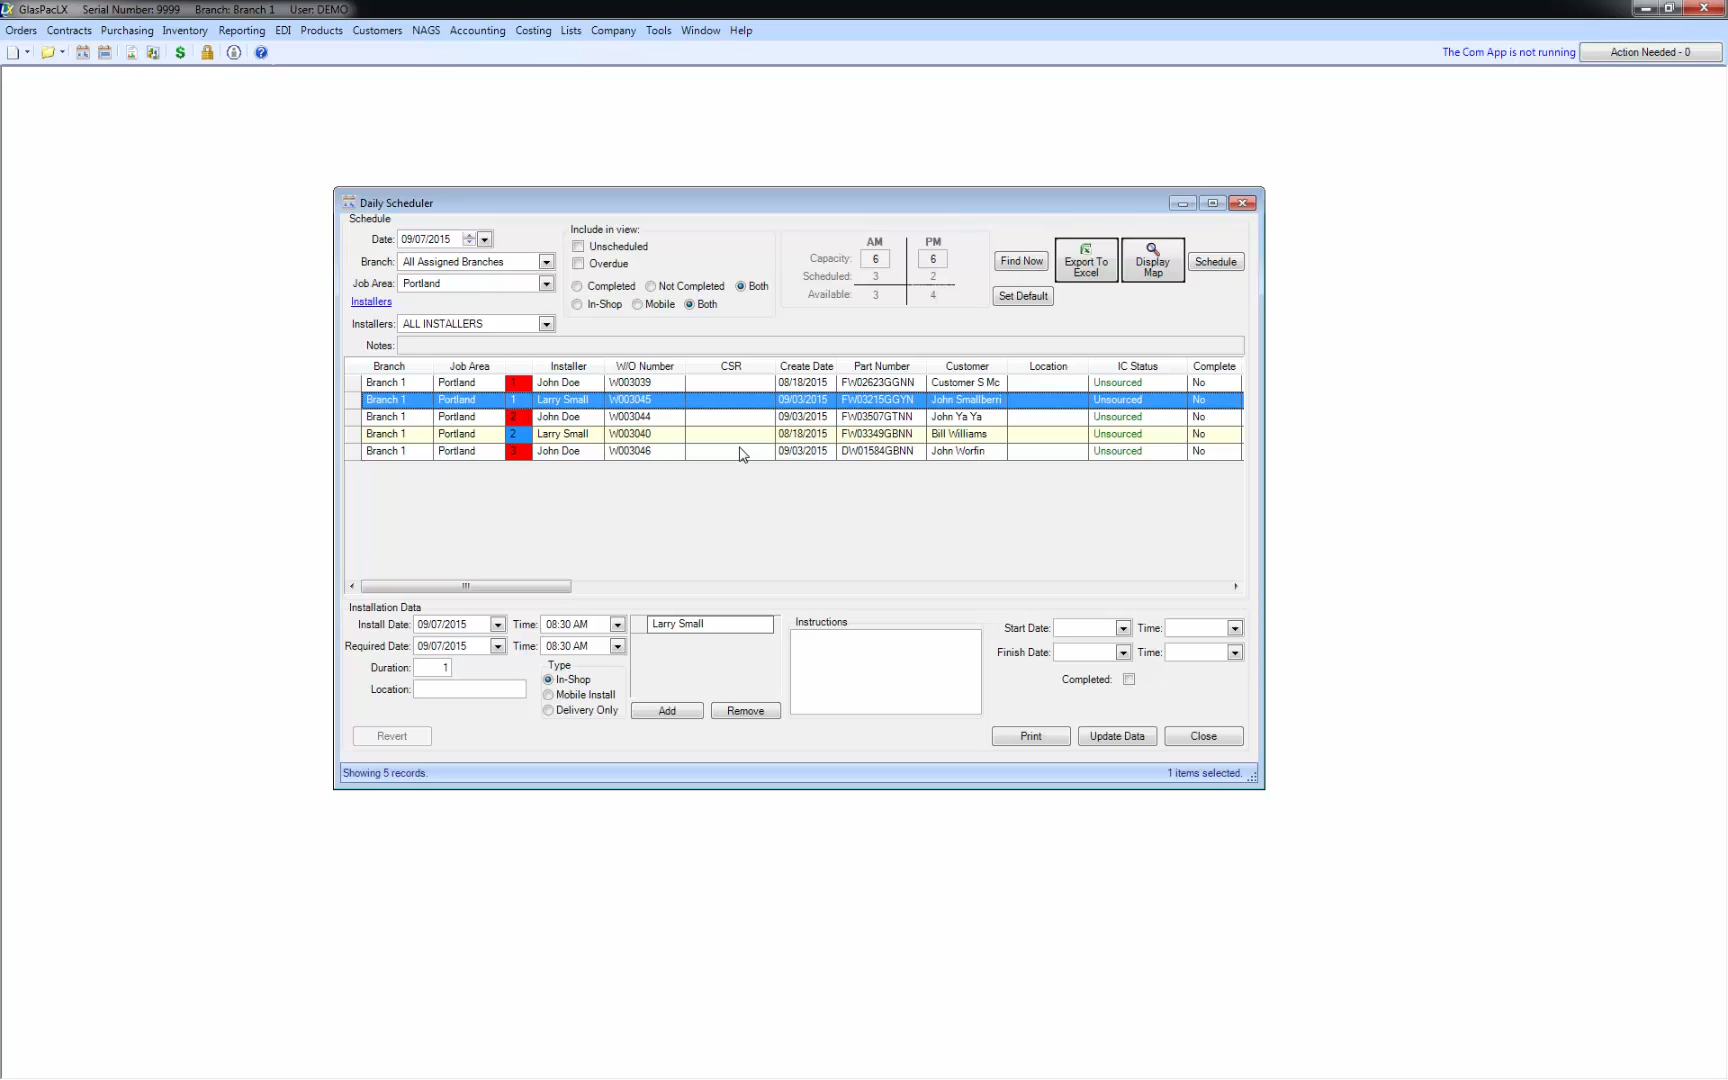 GlasPacLX Serial Number: 9999 Branch: Branch 1 User: DEMO
Orders Contracts Purchasing Inventory Reporting EDI Products Customers NAGS Accounting Costing Lists Company Tools Window Help
The Com App is not running Action Needed - 0
Daily Scheduler
Schedule
Date: 09/07/2015
Branch: All Assigned Branches
Job Area: Portland
Installers
Installers: ALL INSTALLERS
Notes:
Include in view:
Unscheduled
Overdue
Completed Not Completed Both
In-Shop Mobile Both
AM PM
Capacity: 6 6
Scheduled: 3 2
Available: 3 4
Find Now
Set Default
Export To Excel
Display Map
Schedule
Branch Job Area Installer W/O Number CSR Create Date Part Number Customer Location IC Status Complete
Branch 1 Portland 1 John Doe W003039 08/18/2015 FW02623GGNN Customer S Mc Unsourced No
Branch 1 Portland 1 Larry Small W003045 09/03/2015 FW03215GGYN John Smallberri Unsourced No
Branch 1 Portland 2 John Doe W003044 09/03/2015 FW03507GTNN John Ya Ya Unsourced No
Branch 1 Portland 2 Larry Small W003040 08/18/2015 FW03349GBNN Bill Williams Unsourced No
Branch 1 Portland 3 John Doe W003046 09/03/2015 DW01584GBNN John Worfin Unsourced No
Installation Data
Install Date: 09/07/2015 Time: 08:30 AM
Required Date: 09/07/2015 Time: 08:30 AM
Duration: 1
Location:
Type
In-Shop
Mobile Install
Delivery Only
Larry Small
Add Remove
Instructions
Start Date: Time:
Finish Date: Time:
Completed:
Revert Print Update Data Close
Showing 5 records. 1 items selected.